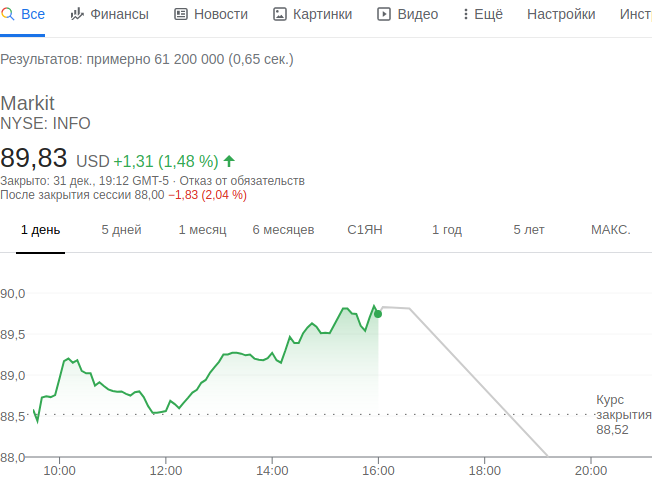 Все Финансы Новости Картинки Видео Ещё Настройки Инст
Результатов: примерно 61 200 000 (0,65 сек.)
Markit
NYSE: INFO
89,83 USD +1,31 (1,48 %)
Закрыто: 31 дек., 19:12 GMT-5 · Отказ от обязательств
После закрытия сессии 88,00 −1,83 (2,04 %)
1 день 5 дней 1 месяц 6 месяцев С1ЯН 1 год 5 лет МАКС.
90,0
89,5
89,0
Курс
88,5 закрытия
88,52
88,0
10:00 12:00 14:00 16:00 18:00 20:00